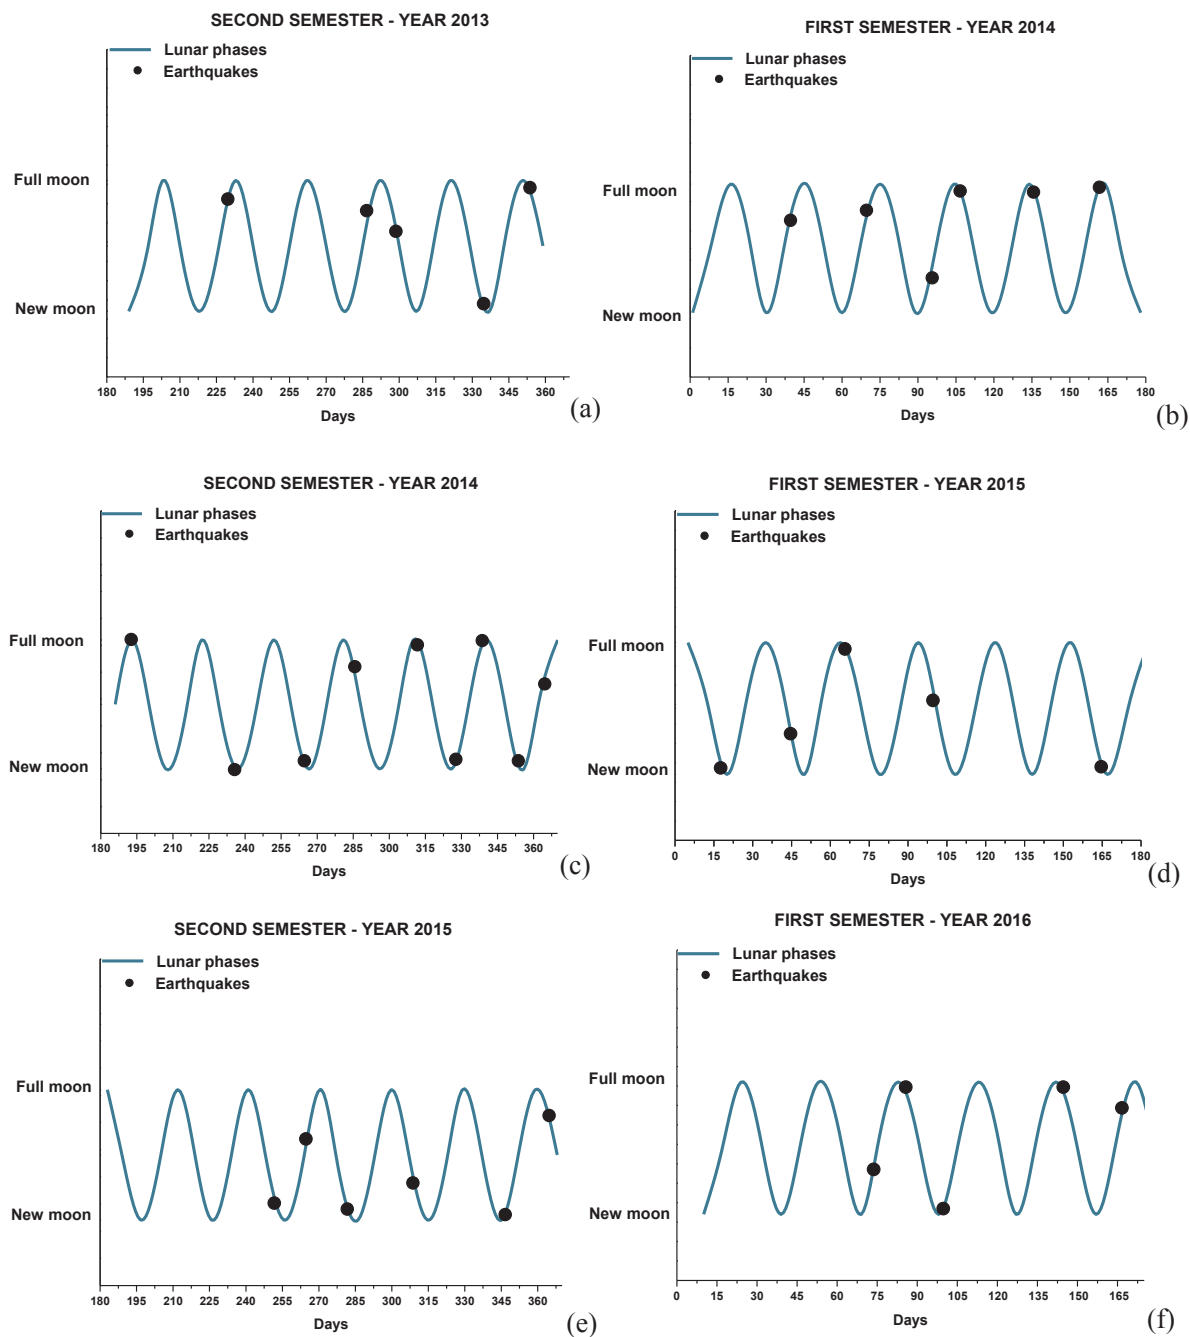 SECOND SEMESTER - YEAR 2013
Lunar phases
Earthquakes
Full moon
New moon
180 195 210 225 240 255 270 285 300 315 330 345 360
Days
(a)
FIRST SEMESTER - YEAR 2014
Lunar phases
Earthquakes
Full moon
New moon
0 15 30 45 60 75 90 105 120 135 150 165 180
Days
(b)
SECOND SEMESTER - YEAR 2014
Lunar phases
Earthquakes
Full moon
New moon
180 195 210 225 240 255 270 285 300 315 330 345 360
Days
(c)
FIRST SEMESTER - YEAR 2015
Lunar phases
Earthquakes
Full moon
New moon
0 15 30 45 60 75 90 105 120 135 150 165 180
Days
(d)
SECOND SEMESTER - YEAR 2015
Lunar phases
Earthquakes
Full moon
New moon
180 195 210 225 240 255 270 285 300 315 330 345 360
Days
(e)
FIRST SEMESTER - YEAR 2016
Lunar phases
Earthquakes
Full moon
New moon
0 15 30 45 60 75 90 105 120 135 150 165
Days
(f)